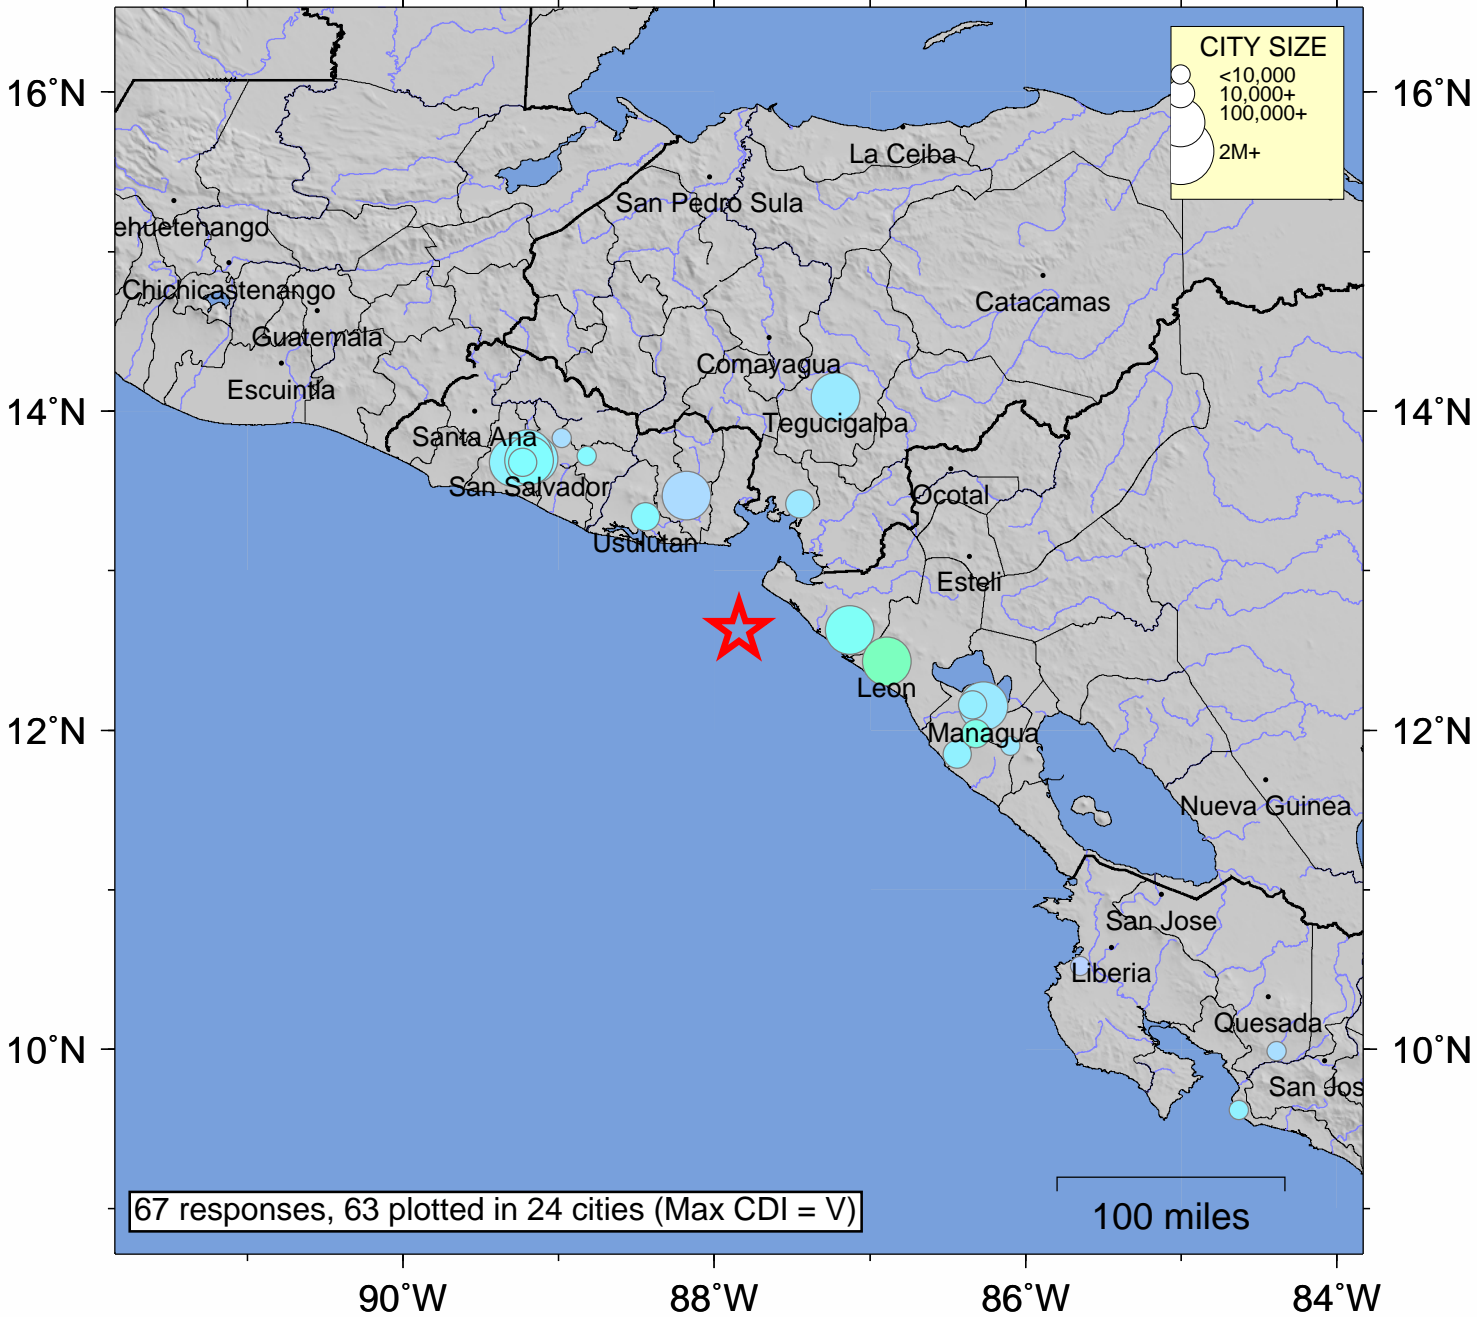 CITY SIZE
<10,000
10,000+
100,000+
2M+
16°N
16°N
La Ceiba
San Pedro Sula
ehuetenango
Chichicastenango
Catacamas
Guatemala
Comayagua
Escuintla
14°N
14°N
Tegucigalpa
Santa Ana
San Salvador
Ocotal
Usulutan
Esteli
Leon
12°N
12°N
Managua
Nueva Guinea
San Jose
Liberia
Quesada
10°N
10°N
San Jos
67 responses, 63 plotted in 24 cities (Max CDI = V)
100 miles
90°W
88°W
86°W
84°W